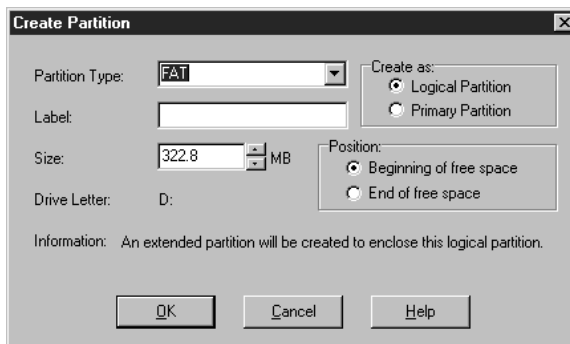 Create Partition
Partition Type: FAT
Create as:
Logical Partition
Primary Partition
Label:
Size: 322.8 MB
Position:
Beginning of free space
End of free space
Drive Letter: D:
Information: An extended partition will be created to enclose this logical partition.
OK Cancel Help